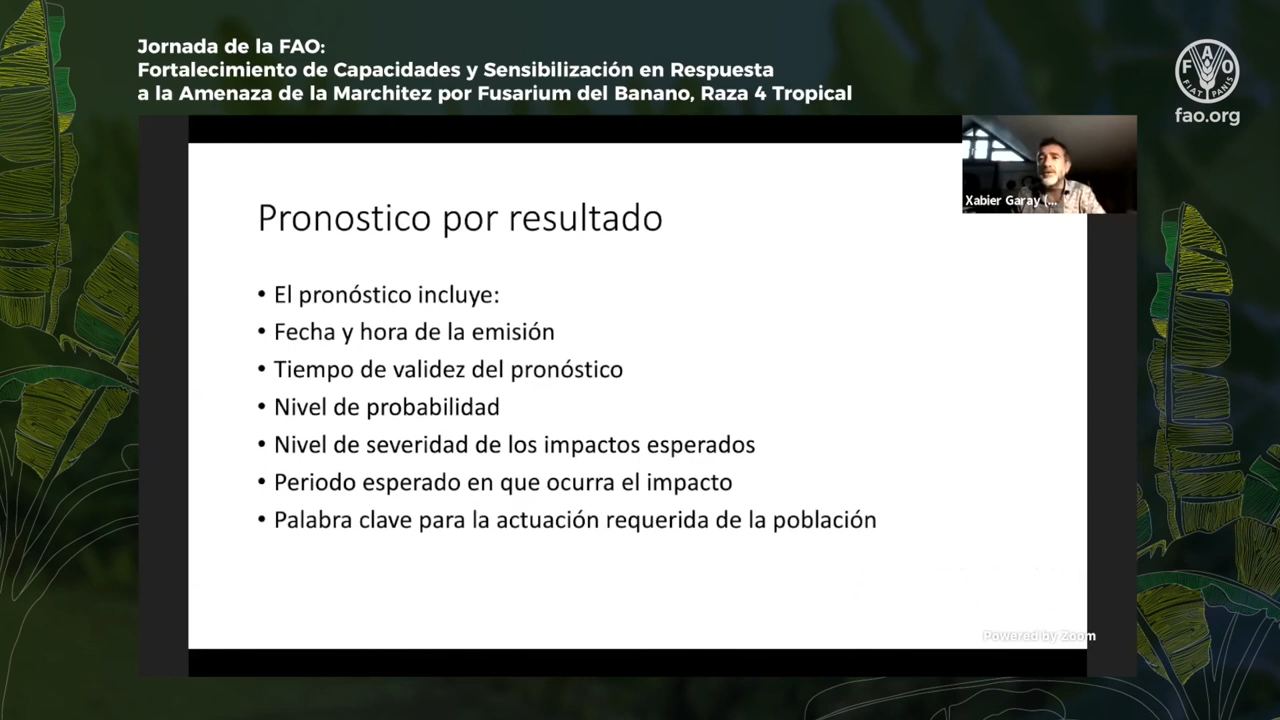 Jornada de la FAO:
Fortalecimiento de Capacidades y Sensibilización en Respuesta
a la Amenaza de la Marchitez por Fusarium del Banano, Raza 4 Tropical
F A O
FIAT PANIS
fao.org
Xabier Garay (...
Pronostico por resultado
• El pronóstico incluye:
• Fecha y hora de la emisión
• Tiempo de validez del pronóstico
• Nivel de probabilidad
• Nivel de severidad de los impactos esperados
• Periodo esperado en que ocurra el impacto
• Palabra clave para la actuación requerida de la población
Powered by Zoom